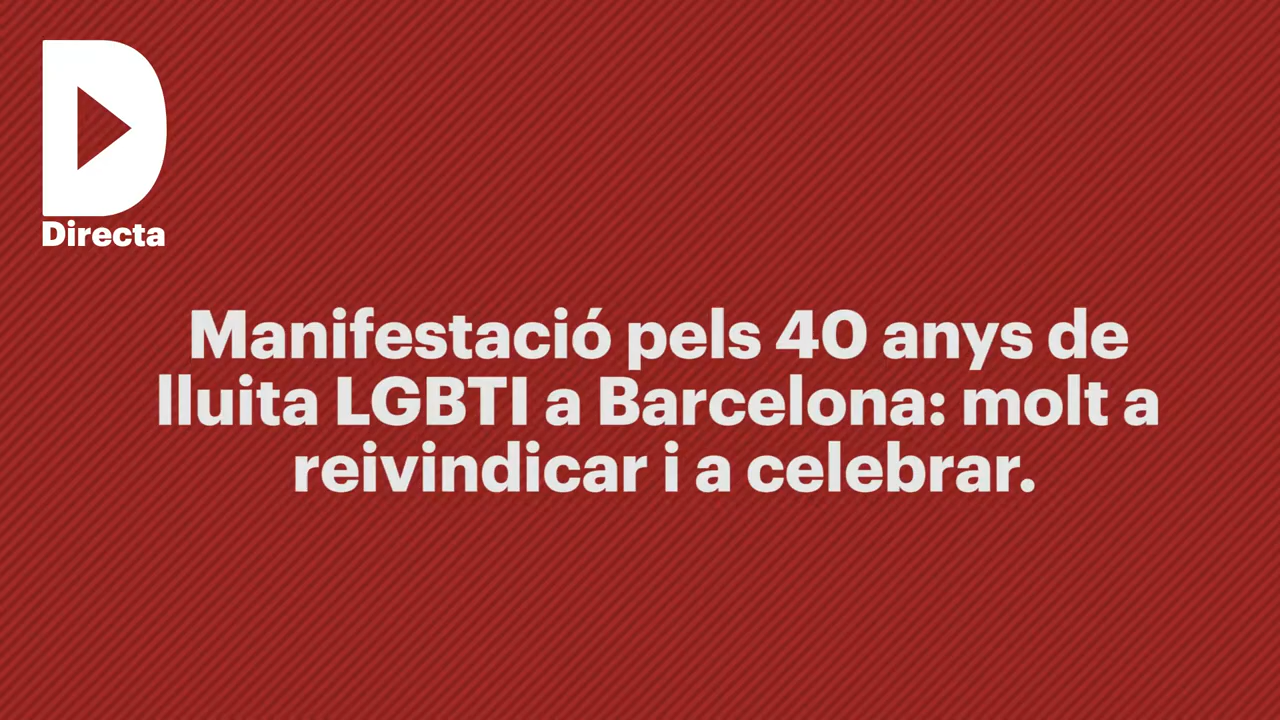 Directa
Manifestació pels 40 anys de
lluita LGBTI a Barcelona: molt a
reivindicar i a celebrar.